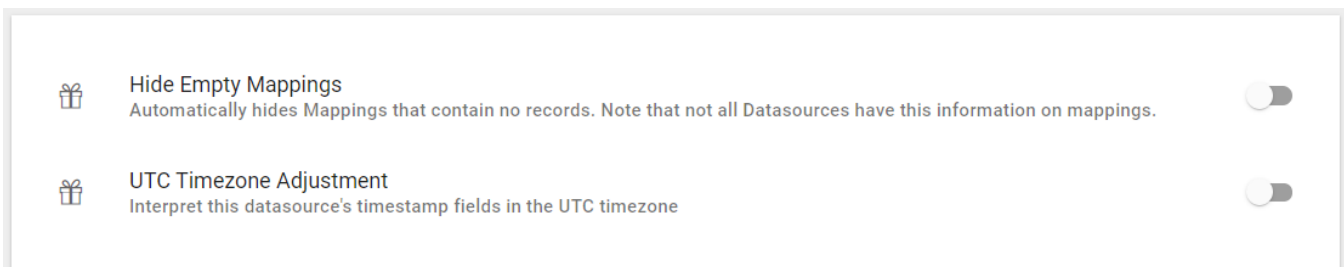 Hide Empty Mappings
Automatically hides Mappings that contain no records. Note that not all Datasources have this information on mappings.
UTC Timezone Adjustment
Interpret this datasource's timestamp fields in the UTC timezone